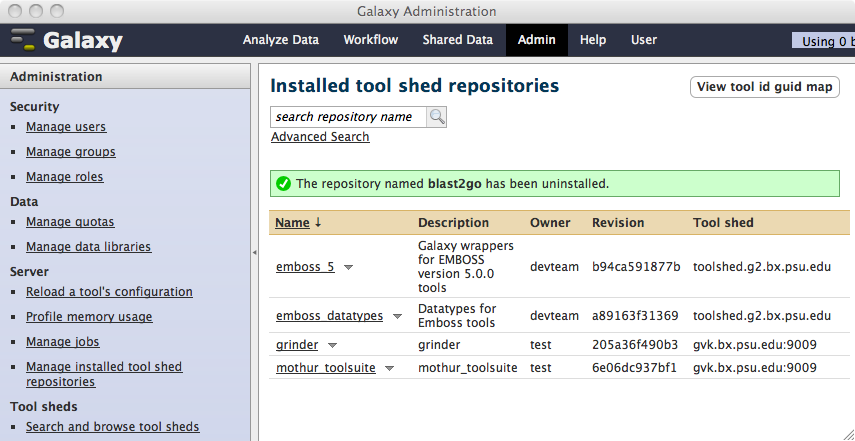 Galaxy Administration
Galaxy
Analyze Data Workflow Shared Data Admin Help User Using 0 b
Administration
Security
Manage users
Manage groups
Manage roles
Data
Manage quotas
Manage data libraries
Server
Reload a tool's configuration
Profile memory usage
Manage jobs
Manage installed tool shed
repositories
Tool sheds
Search and browse tool sheds
Installed tool shed repositories
View tool id guid map
search repository name
Advanced Search
The repository named blast2go has been uninstalled.
Name ↓ Description Owner Revision Tool shed
Galaxy wrappers
for EMBOSS
emboss_5 version 5.0.0 devteam b94ca591877b toolshed.g2.bx.psu.edu
tools
emboss_datatypes Datatypes for devteam a89163f31369 toolshed.g2.bx.psu.edu
Emboss tools
grinder grinder test 205a36f490b3 gvk.bx.psu.edu:9009
mothur_toolsuite mothur_toolsuite test 6e06dc937bf1 gvk.bx.psu.edu:9009